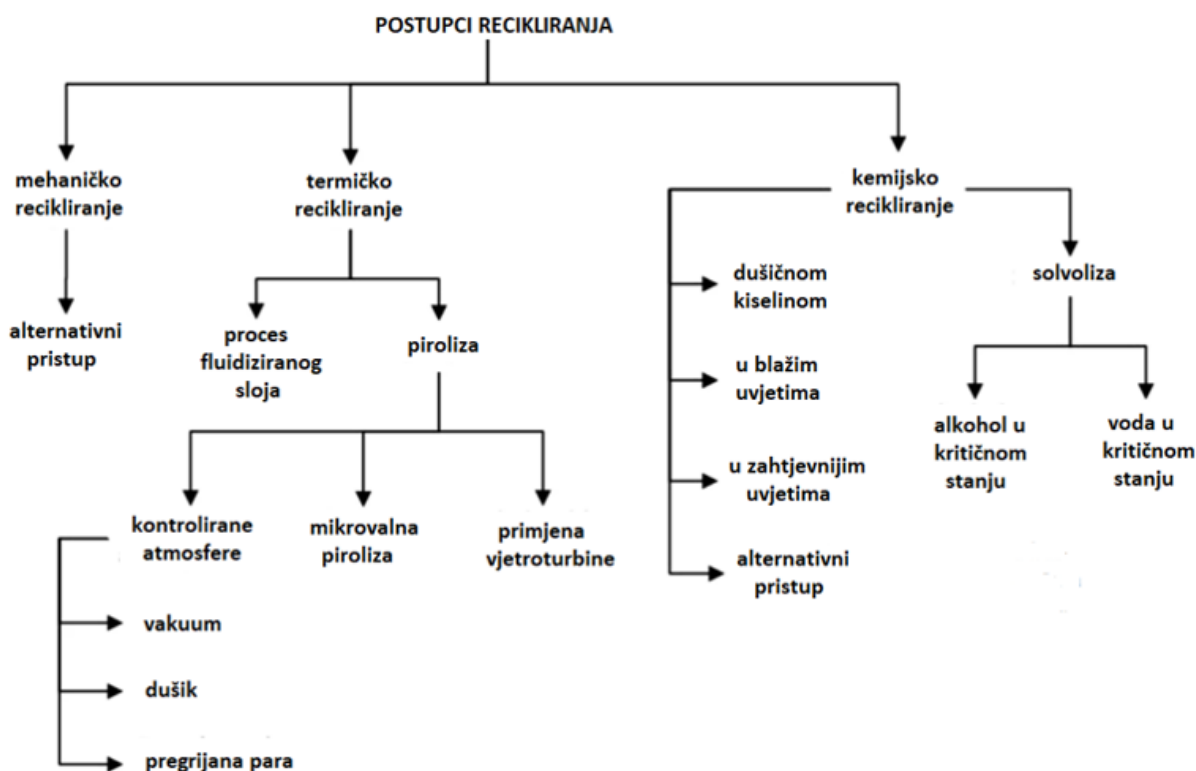 POSTUPCI RECIKLIRANJA
mehaničko
recikliranje
alternativni
pristup
termičko
recikliranje
proces
fluidiziranog
sloja
piroliza
kontrolirane
atmosfere
vakuum
dušik
pregrijana para
mikrovalna
piroliza
primjena
vjetroturbine
kemijsko
recikliranje
dušičnom
kiselinom
u blažim
uvjetima
u zahtjevnijim
uvjetima
alternativni
pristup
solvoliza
alkohol u
kritičnom
stanju
voda u
kritičnom
stanju